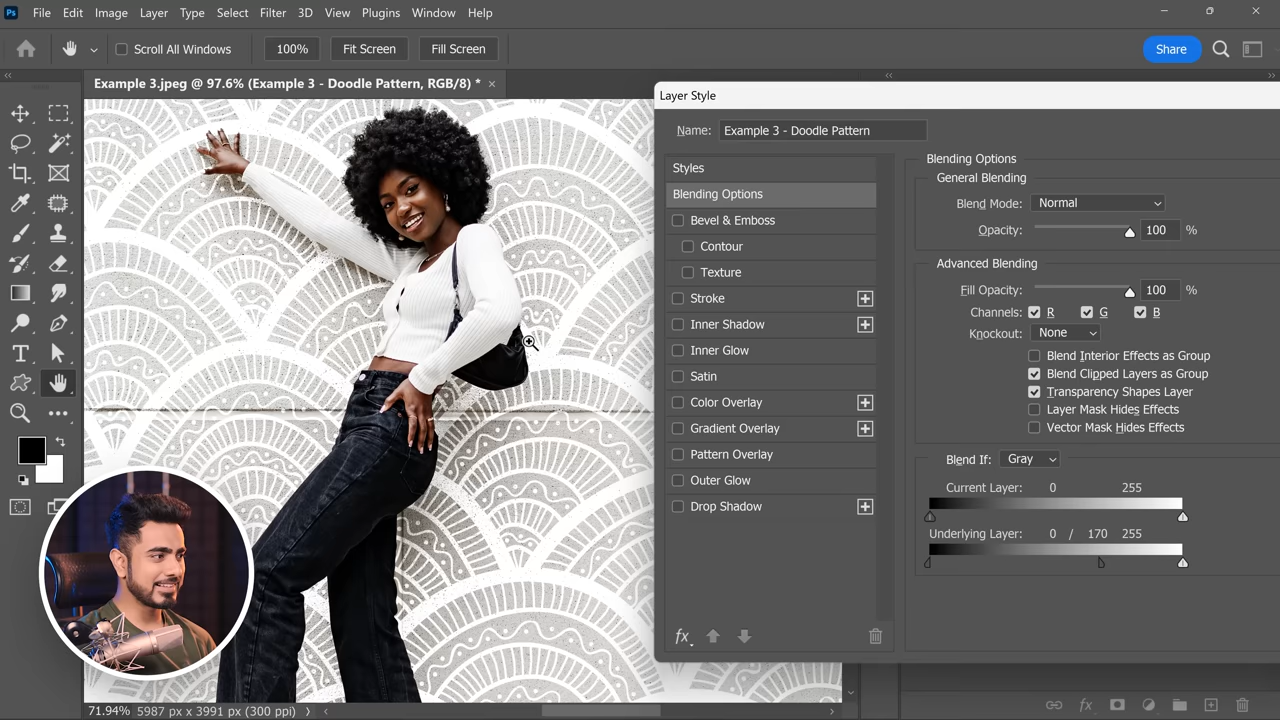 Ps File Edit Image Layer Type Select Filter 3D View Plugins Window Help
Scroll All Windows 100% Fit Screen Fill Screen Share
Example 3.jpeg @ 97.6% (Example 3 - Doodle Pattern, RGB/8) * ×
Layer Style
Name: Example 3 - Doodle Pattern
Styles
Blending Options
Bevel & Emboss
Contour
Texture
Stroke
Inner Shadow
Inner Glow
Satin
Color Overlay
Gradient Overlay
Pattern Overlay
Outer Glow
Drop Shadow
fx
Blending Options
General Blending
Blend Mode: Normal
Opacity: 100 %
Advanced Blending
Fill Opacity: 100 %
Channels: R G B
Knockout: None
Blend Interior Effects as Group
Blend Clipped Layers as Group
Transparency Shapes Layer
Layer Mask Hides Effects
Vector Mask Hides Effects
Blend If: Gray
Current Layer: 0 255
Underlying Layer: 0 / 170 255
71.94% 5987 px x 3991 px (300 ppi)
fx